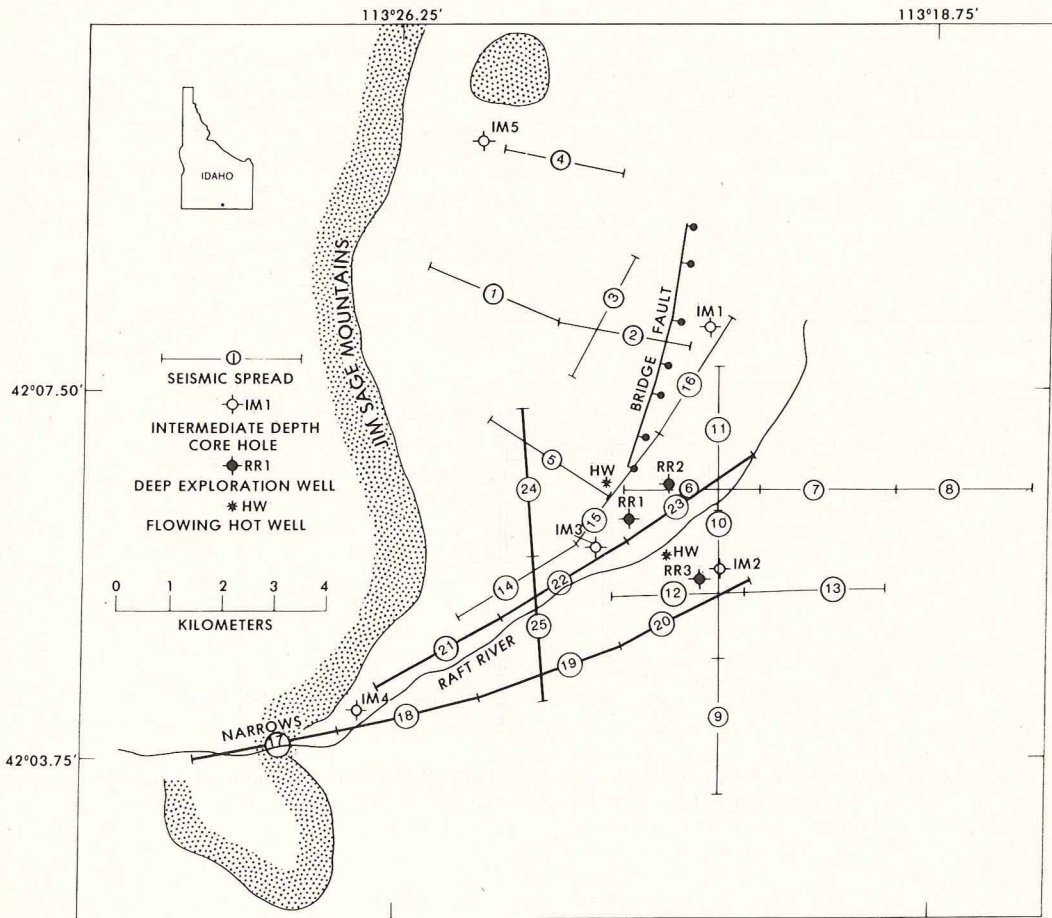 113°26.25'
113°18.75'
IM5
4
IDAHO
JIM SAGE MOUNTAINS
3
1
2
IM1
BRIDGE FAULT
16
42°07.50'
1
SEISMIC SPREAD
IM1
INTERMEDIATE DEPTH
CORE HOLE
RR1
DEEP EXPLORATION WELL
HW
FLOWING HOT WELL
11
5
HW
RR2
24
6
7
8
23
RR1
15
10
IM3
HW
IM2
RR3
14
22
12
13
0 1 2 3 4
KILOMETERS
25
20
21
RAFT RIVER
19
IM4
18
9
NARROWS
17
42°03.75'